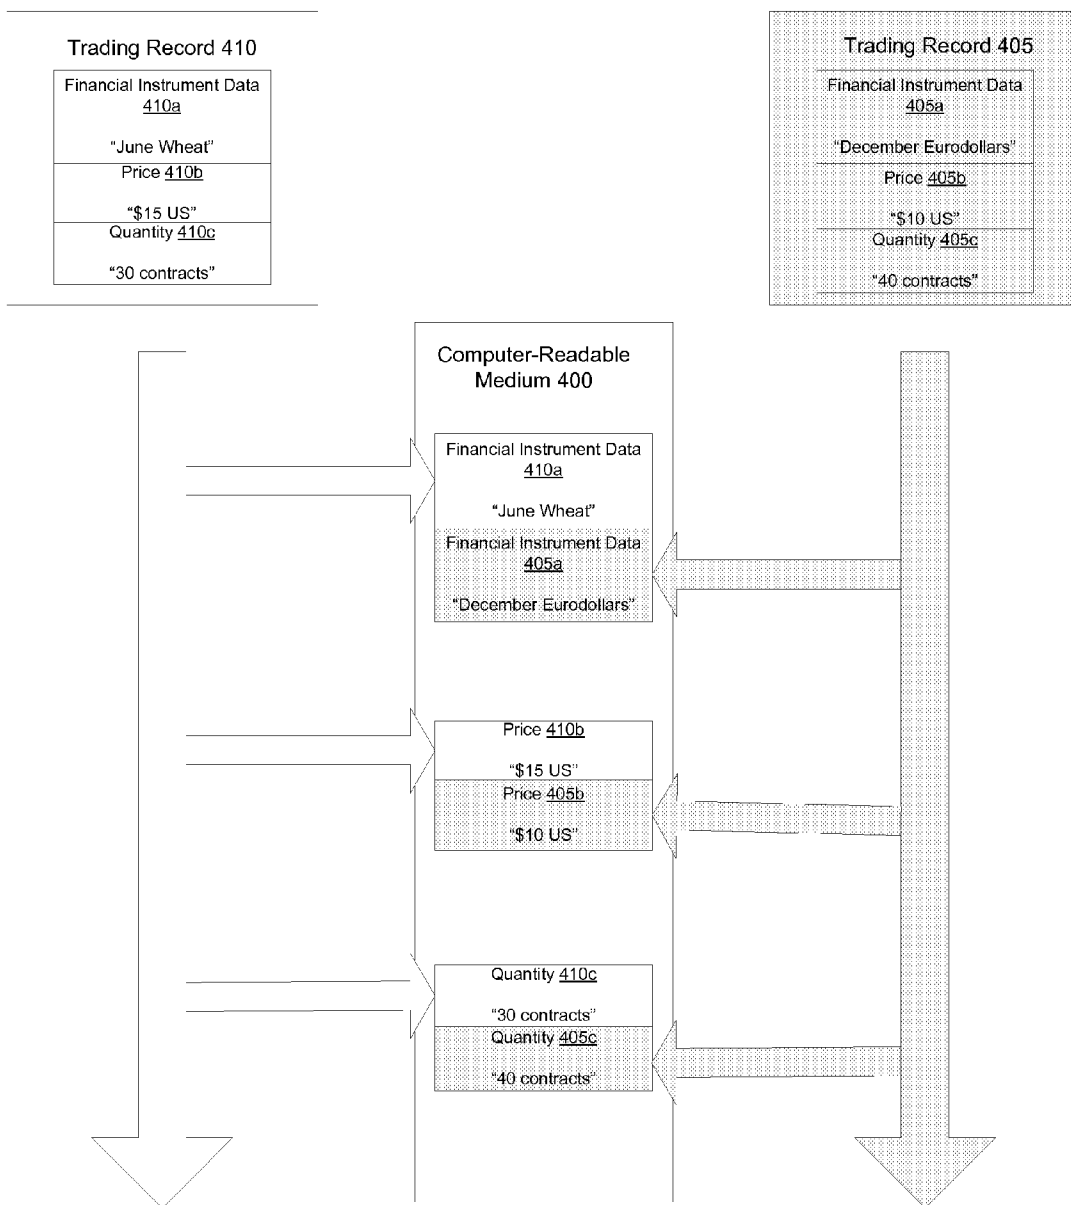 Trading Record 410
Financial Instrument Data
410a
“June Wheat”
Price 410b
“$15 US”
Quantity 410c
“30 contracts”
Trading Record 405
Financial Instrument Data
405a
“December Eurodollars”
Price 405b
“$10 US”
Quantity 405c
“40 contracts”
Computer-Readable
Medium 400
Financial Instrument Data
410a
“June Wheat”
Financial Instrument Data
405a
“December Eurodollars”
Price 410b
“$15 US”
Price 405b
“$10 US”
Quantity 410c
“30 contracts”
Quantity 405c
“40 contracts”